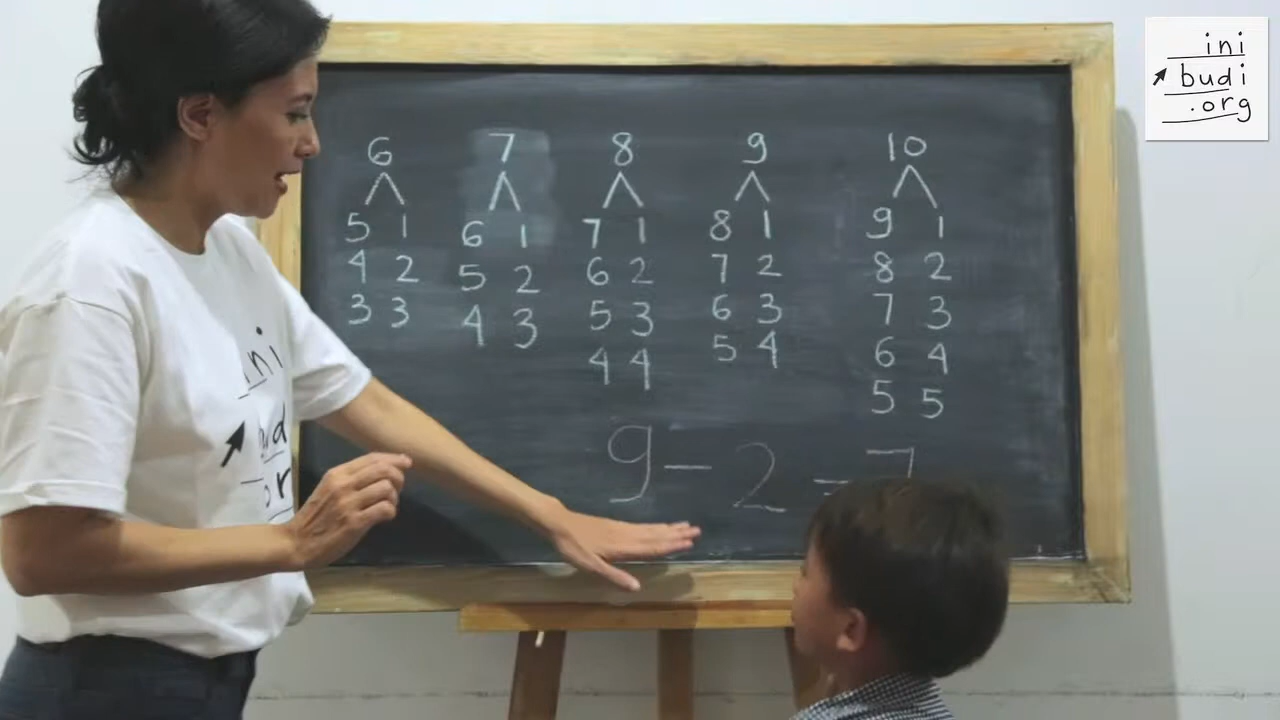 6 7 8 9 10
5 1 6 1 7 1 8 1 9 1
4 2 5 2 6 2 7 2 8 2
3 3 4 3 5 3 6 3 7 3
4 4 5 4 6 4
5 5
9 - 2 = 7
ini
budi
.org
ini